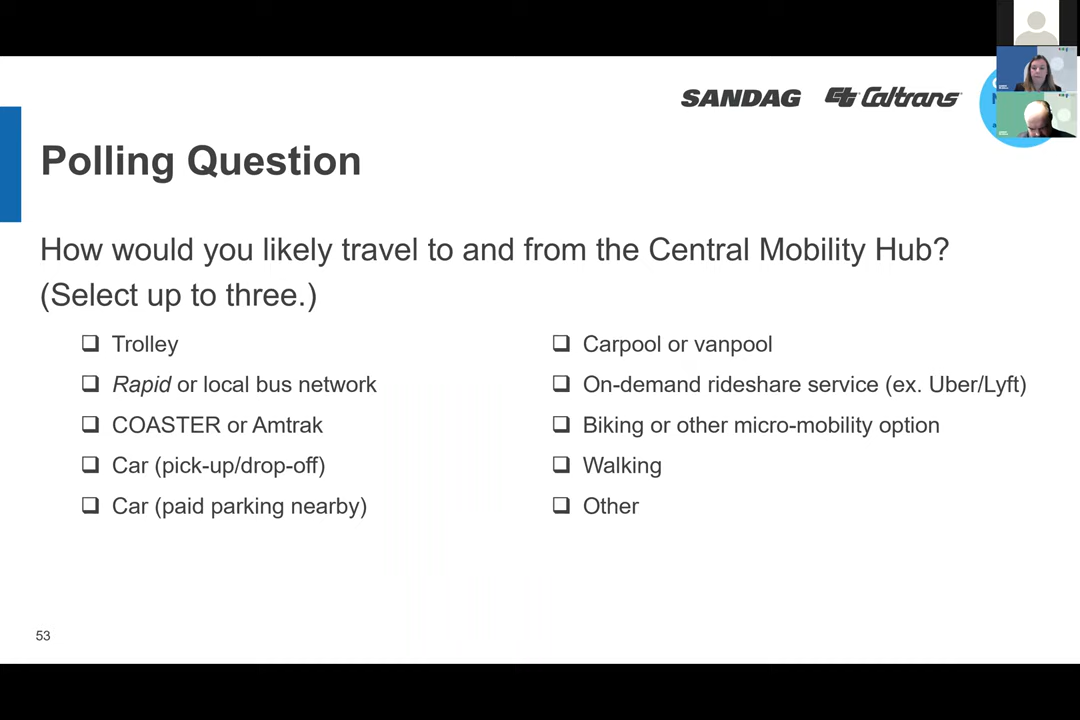 SANDAG
Caltrans
Polling Question
How would you likely travel to and from the Central Mobility Hub?
(Select up to three.)
❑ Trolley
❑ Rapid or local bus network
❑ COASTER or Amtrak
❑ Car (pick-up/drop-off)
❑ Car (paid parking nearby)
❑ Carpool or vanpool
❑ On-demand rideshare service (ex. Uber/Lyft)
❑ Biking or other micro-mobility option
❑ Walking
❑ Other
53